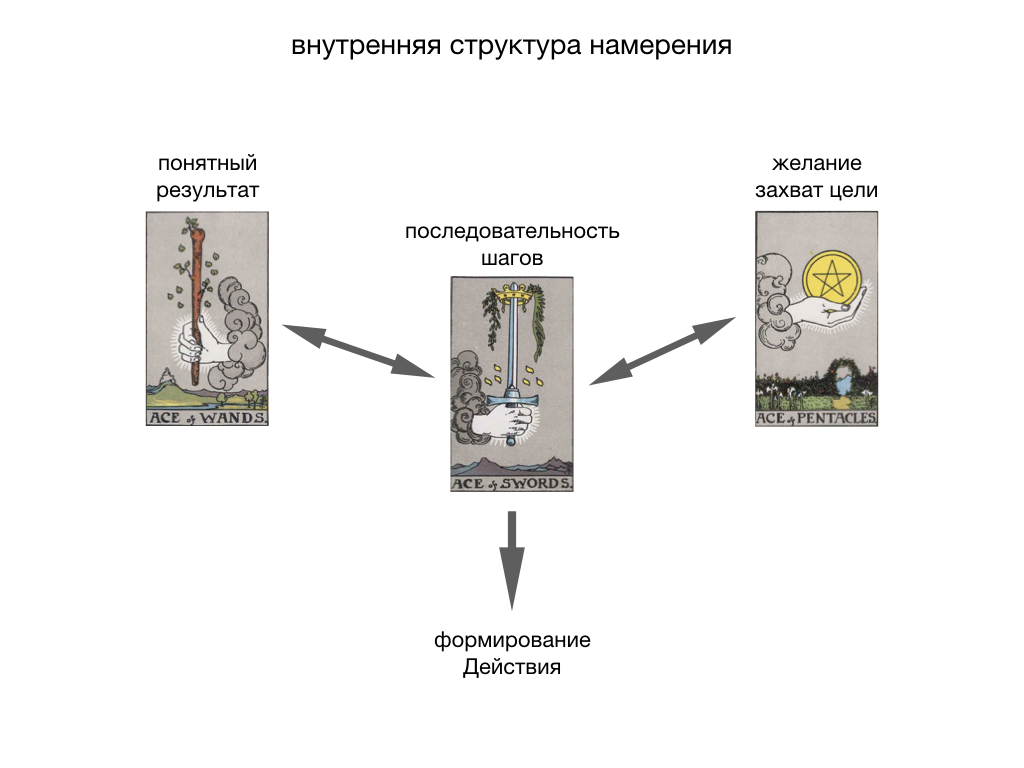 внутренняя структура намерения
понятный
результат
желание
захват цели
последовательность
шагов
ACE of WANDS.
ACE of PENTACLES.
ACE of SWORDS.
формирование
Действия